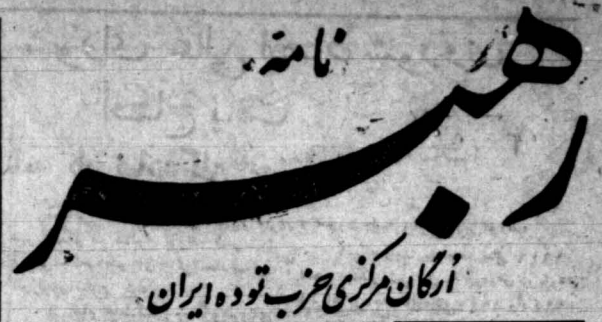 نامهٔ
رهبر
ارگان مرکزی حزب توده ایران